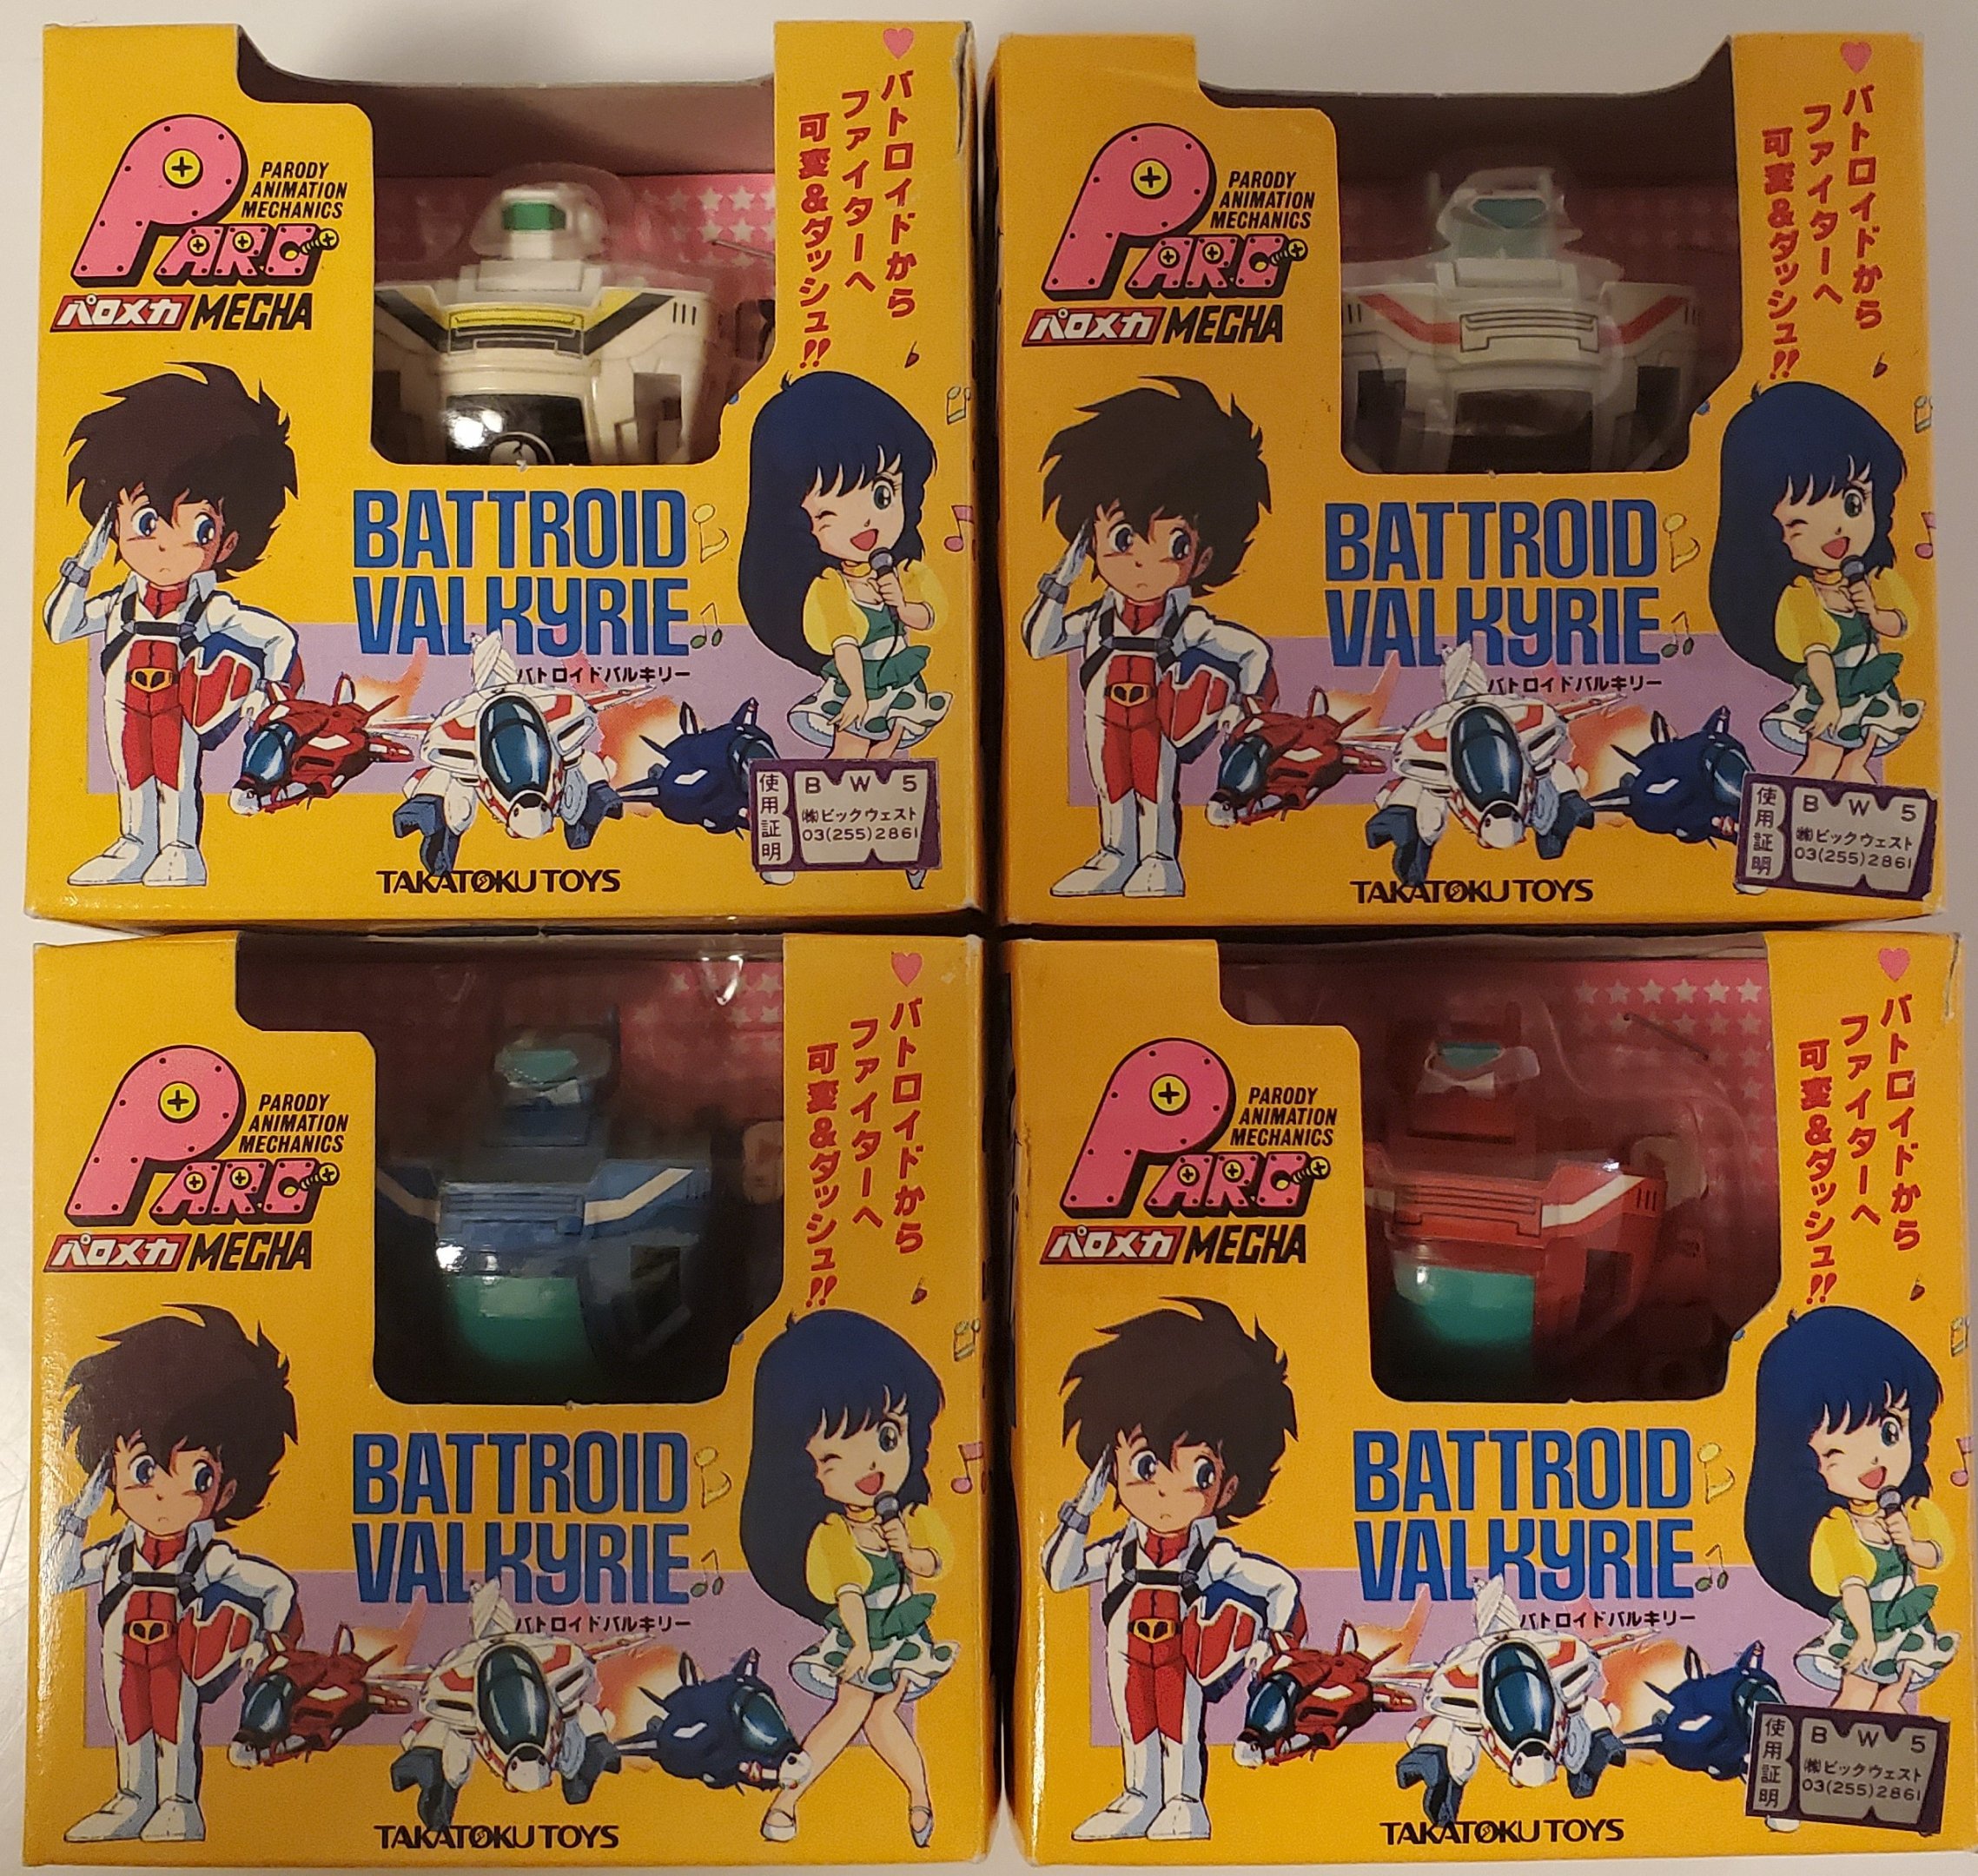 PARODY
ANIMATION
MECHANICS
PARO
パロメカ MECHA
バトロイドから
ファイターへ
可変&ダッシュ!!
BATTROID
VALKYRIE
バトロイドバルキリー
使用証明
B W 5
㈱ビックウェスト
03(255)2861
TAKATOKU TOYS
PARODY
ANIMATION
MECHANICS
PARO
パロメカ MECHA
バトロイドから
ファイターへ
可変&ダッシュ!!
BATTROID
VALKYRIE
バトロイドバルキリー
使用証明
B W 5
㈱ビックウェスト
03(255)2861
TAKATOKU TOYS
PARODY
ANIMATION
MECHANICS
PARO
パロメカ MECHA
バトロイドから
ファイターへ
可変&ダッシュ!!
BATTROID
VALKYRIE
バトロイドバルキリー
TAKATOKU TOYS
PARODY
ANIMATION
MECHANICS
PARO
パロメカ MECHA
バトロイドから
ファイターへ
可変&ダッシュ!!
BATTROID
VALKYRIE
バトロイドバルキリー
使用証明
B W 5
㈱ビックウェスト
03(255)2861
TAKATOKU TOYS